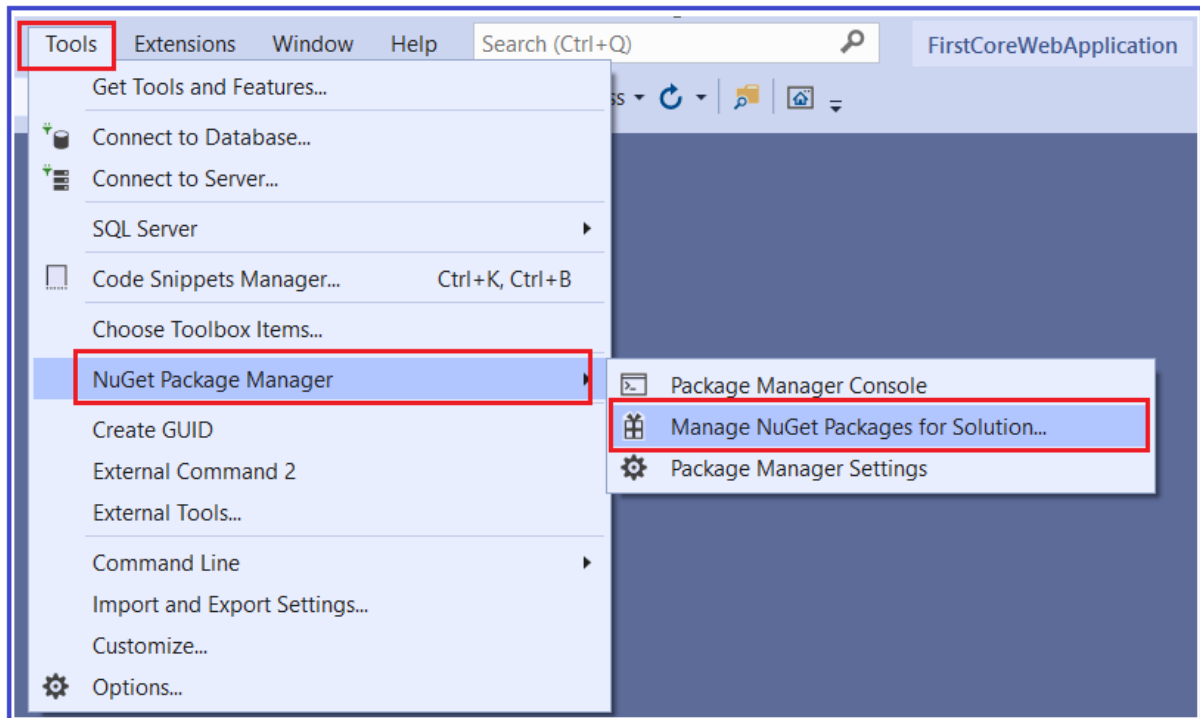 Tools Extensions Window Help Search (Ctrl+Q) FirstCoreWebApplication
Get Tools and Features...
ss
Connect to Database...
Connect to Server...
SQL Server
Code Snippets Manager... Ctrl+K, Ctrl+B
Choose Toolbox Items...
NuGet Package Manager
Package Manager Console
Manage NuGet Packages for Solution...
Package Manager Settings
Create GUID
External Command 2
External Tools...
Command Line
Import and Export Settings...
Customize...
Options...